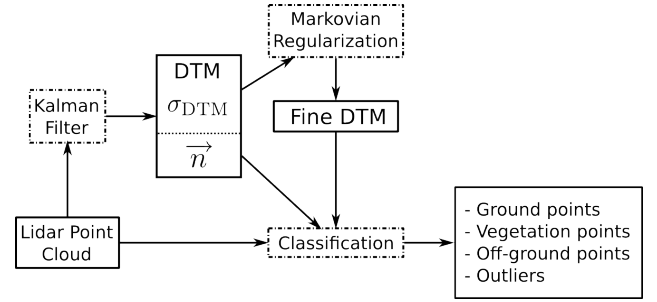 Markovian
Regularization
DTM
σDTM
n
Kalman
Filter
Fine DTM
Lidar Point
Cloud
Classification
- Ground points
- Vegetation points
- Off-ground points
- Outliers